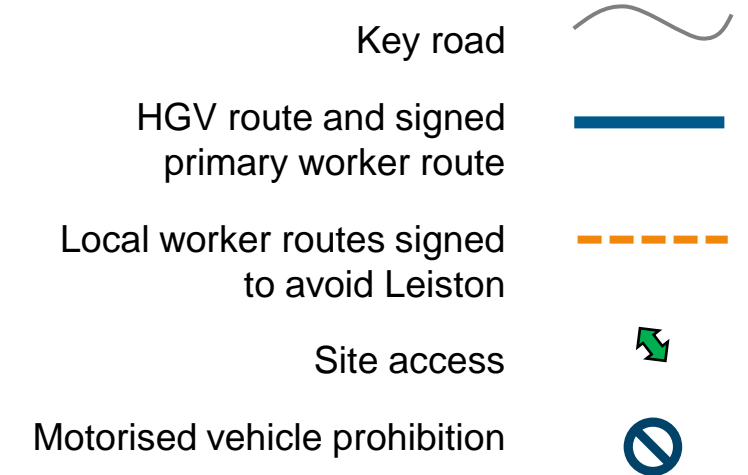 Key road
HGV route and signed
primary worker route
Local worker routes signed
to avoid Leiston
Site access
Motorised vehicle prohibition